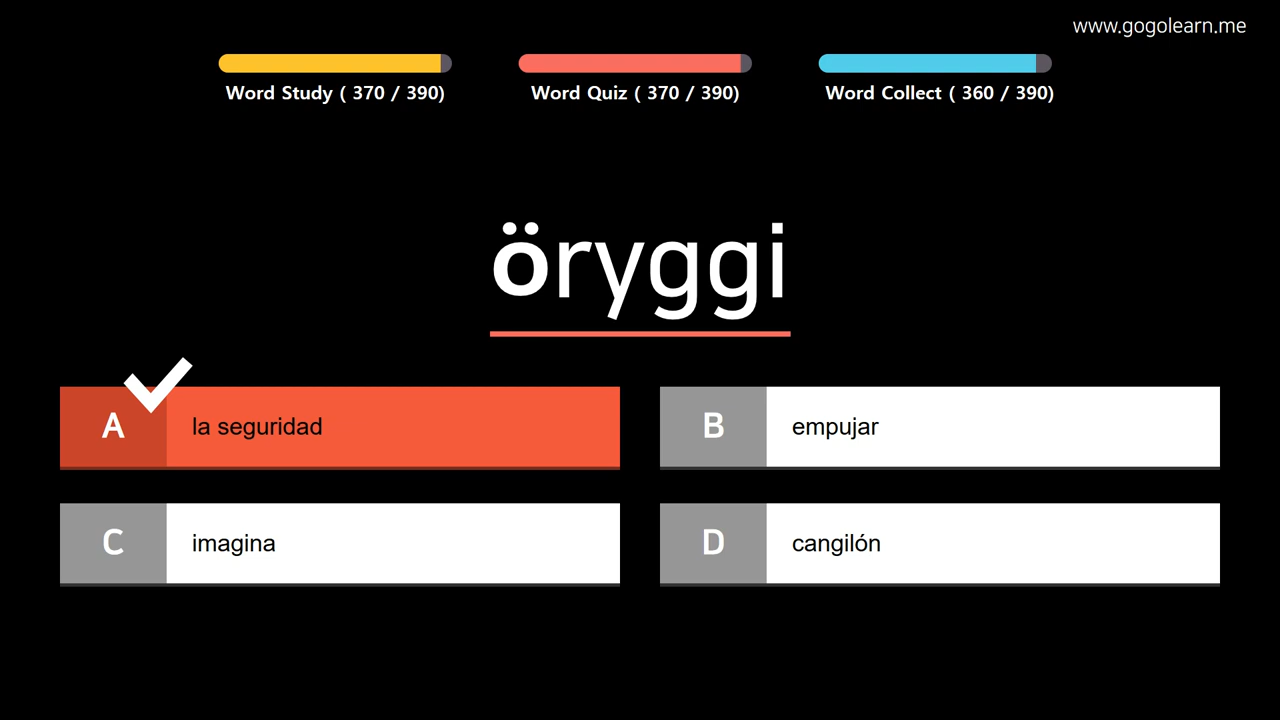 www.gogolearn.me
Word Study ( 370 / 390)
Word Quiz ( 370 / 390)
Word Collect ( 360 / 390)
öryggi
A
la seguridad
B
empujar
C
imagina
D
cangilón